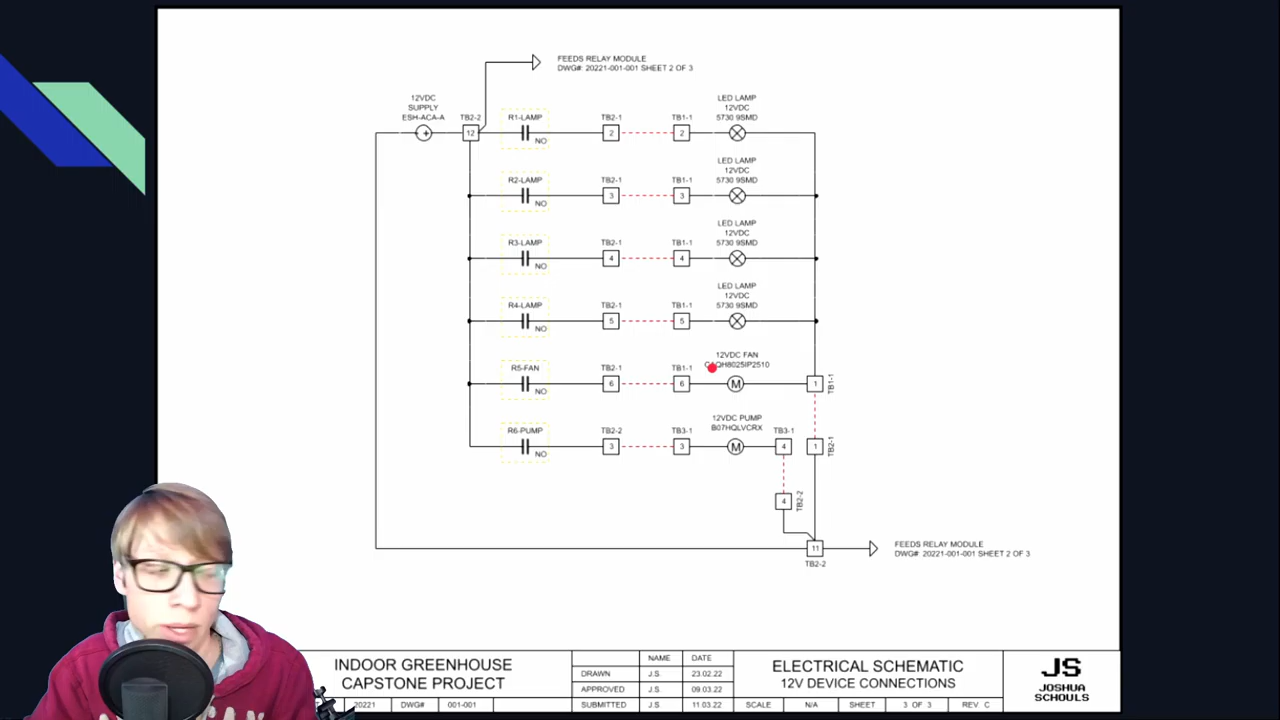 FEEDS RELAY MODULE
DWG#: 20221-001-001 SHEET 2 OF 3
12VDC
SUPPLY
ESH-ACA-A
+
TB2-2
12
R1-LAMP
NO
TB2-1
2
TB1-1
2
LED LAMP
12VDC
5730 9SMD
R2-LAMP
NO
TB2-1
3
TB1-1
3
LED LAMP
12VDC
5730 9SMD
R3-LAMP
NO
TB2-1
4
TB1-1
4
LED LAMP
12VDC
5730 9SMD
R4-LAMP
NO
TB2-1
5
TB1-1
5
LED LAMP
12VDC
5730 9SMD
R5-FAN
NO
TB2-1
6
TB1-1
6
12VDC FAN
M
1
TB1-1
R6-PUMP
NO
TB2-2
3
TB3-1
3
12VDC PUMP
B07HQLVCRX
M
TB3-1
4
1
TB2-1
4
TB2-2
11
TB2-2
FEEDS RELAY MODULE
DWG#: 20221-001-001 SHEET 2 OF 3
INDOOR GREENHOUSE
CAPSTONE PROJECT
20221
DWG#
001-001
NAME
DATE
DRAWN
J.S
23.02.22
APPROVED
J.S
09.03.22
SUBMITTED
J.S
11.03.22
ELECTRICAL SCHEMATIC
12V DEVICE CONNECTIONS
SCALE
N/A
SHEET
3 OF 3
REV. C
JS
JOSHUA
SCHOULS